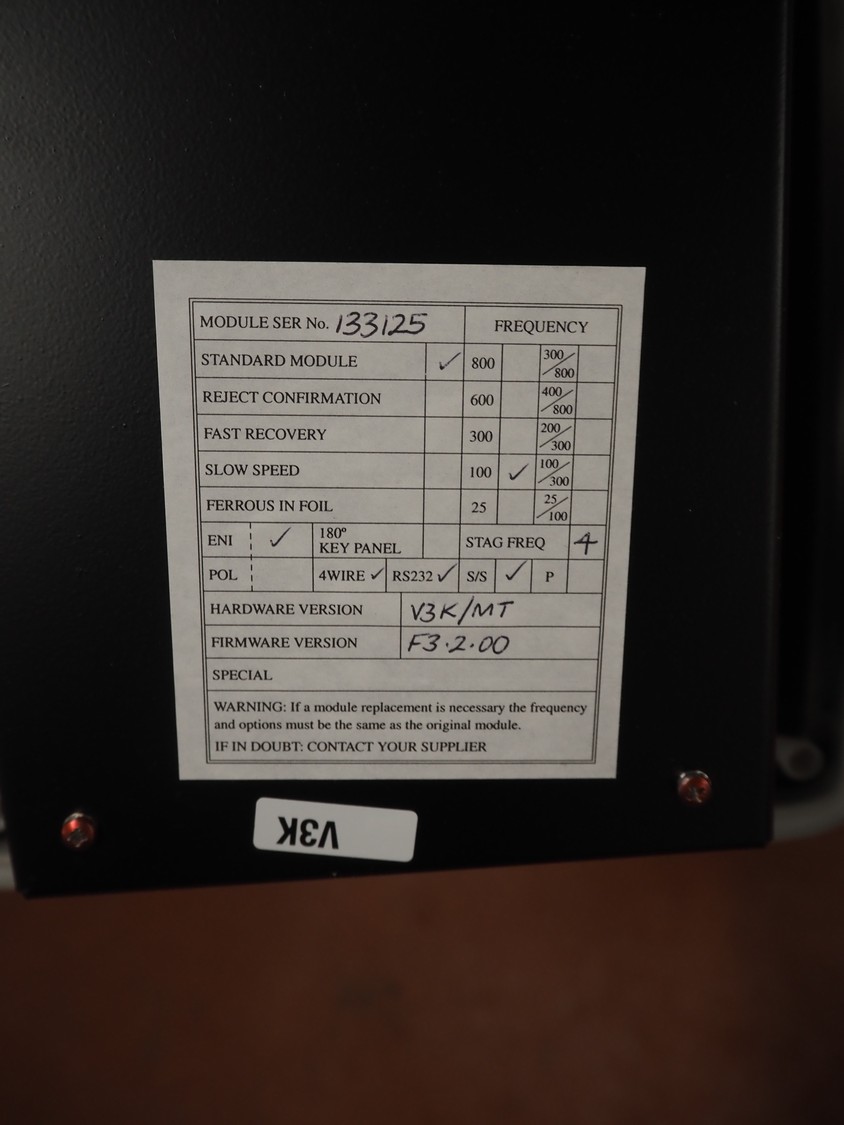 MODULE SER No. 133125 FREQUENCY
STANDARD MODULE ✓ 800 300/800
REJECT CONFIRMATION 600 400/800
FAST RECOVERY 300 200/300
SLOW SPEED 100 ✓ 100/300
FERROUS IN FOIL 25 25/100
ENI ✓ 180º KEY PANEL STAG FREQ 4
POL 4WIRE ✓ RS232 ✓ S/S ✓ P
HARDWARE VERSION V3K/MT
FIRMWARE VERSION F3.2.00
SPECIAL
WARNING: If a module replacement is necessary the frequency
and options must be the same as the original module.
IF IN DOUBT: CONTACT YOUR SUPPLIER
V3K